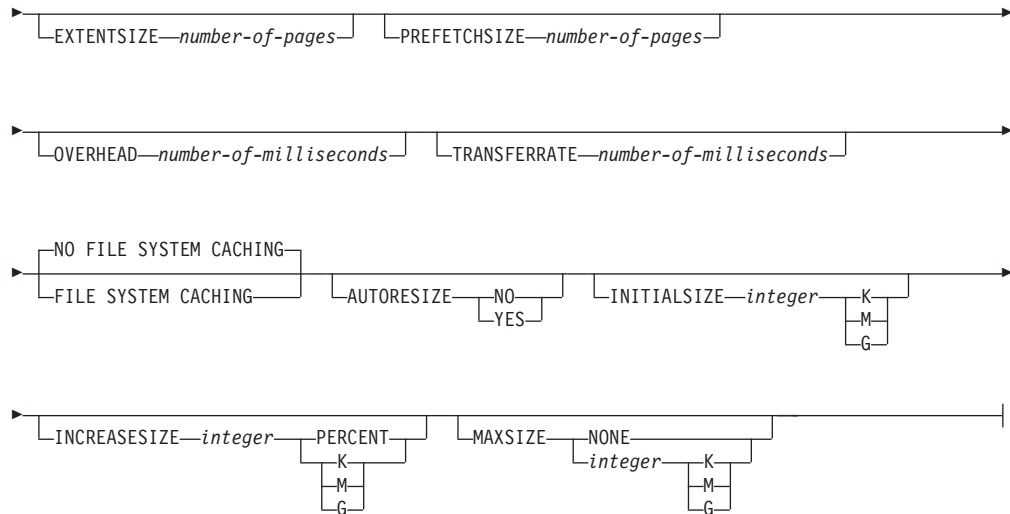 EXTENTSIZE number-of-pages PREFETCHSIZE number-of-pages
OVERHEAD number-of-milliseconds TRANSFERRATE number-of-milliseconds
NO FILE SYSTEM CACHING
FILE SYSTEM CACHING AUTORESIZE NO INITIALSIZE integer K
YES M
G
INCREASESIZE integer PERCENT MAXSIZE NONE
K integer K
M M
G G